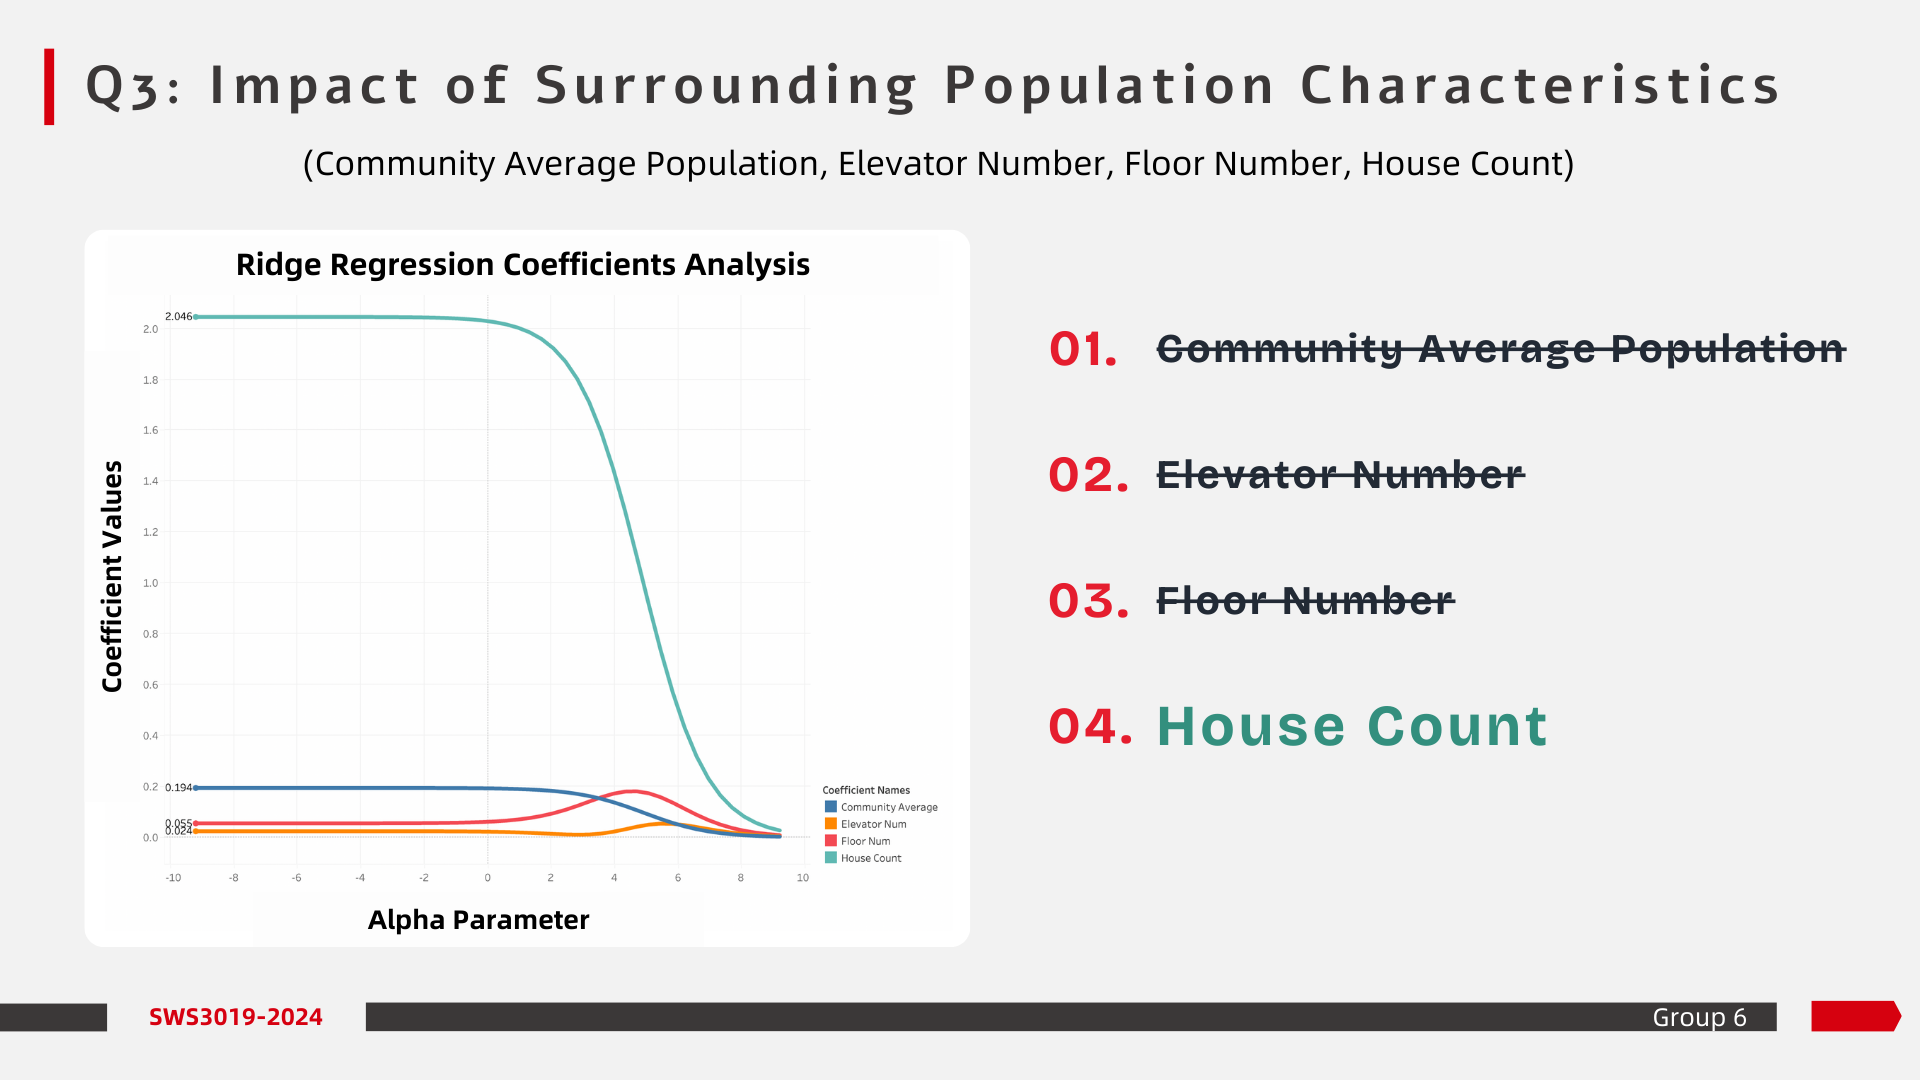 Q3: Impact of Surrounding Population Characteristics
(Community Average Population, Elevator Number, Floor Number, House Count)
Ridge Regression Coefficients Analysis
Coefficient Values
2.046
2.0
1.8
1.6
1.4
1.2
1.0
0.8
0.6
0.4
0.2
0.194
0.055
0.024
0.0
-10
-8
-6
-4
-2
0
2
4
6
8
10
Alpha Parameter
Coefficient Names
Community Average
Elevator Num
Floor Num
House Count
01. Community Average Population
02. Elevator Number
03. Floor Number
04. House Count
SWS3019-2024
Group 6